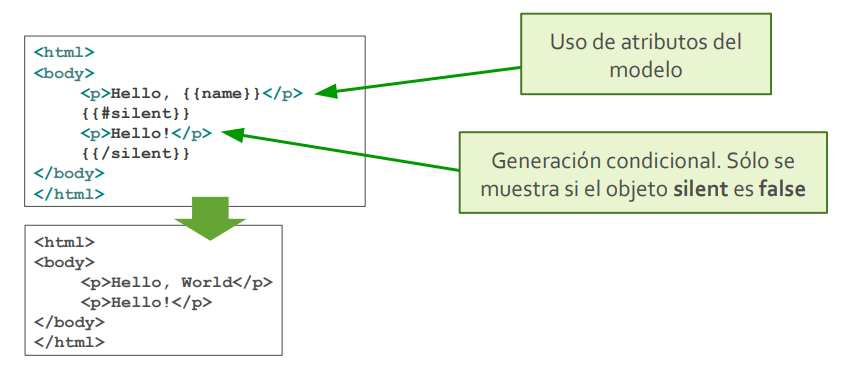 <html>
<body>
<p>Hello, {{name}}</p>
{{#silent}}
<p>Hello!</p>
{{/silent}}
</body>
</html>
Uso de atributos del
modelo
Generación condicional. Sólo se
muestra si el objeto silent es false
<html>
<body>
<p>Hello, World</p>
<p>Hello!</p>
</body>
</html>